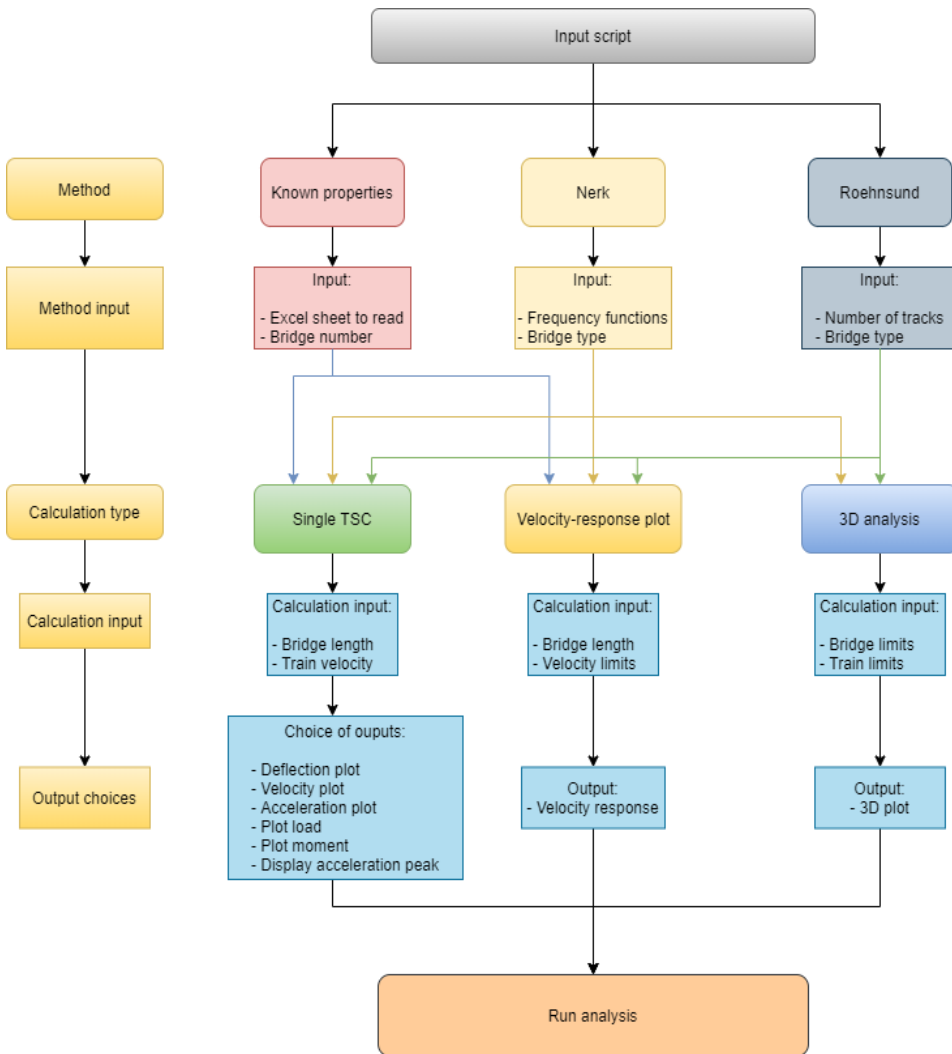 Input script
Method
Known properties
Nerk
Roehnsund
Method input
Input:
- Excel sheet to read
- Bridge number
Input:
- Frequency functions
- Bridge type
Input:
- Number of tracks
- Bridge type
Calculation type
Single TSC
Velocity-response plot
3D analysis
Calculation input
Calculation input:
- Bridge length
- Train velocity
Calculation input:
- Bridge length
- Velocity limits
Calculation input:
- Bridge limits
- Train limits
Output choices
Choice of ouputs:
- Deflection plot
- Velocity plot
- Acceleration plot
- Plot load
- Plot moment
- Display acceleration peak
Output:
- Velocity response
Output:
- 3D plot
Run analysis